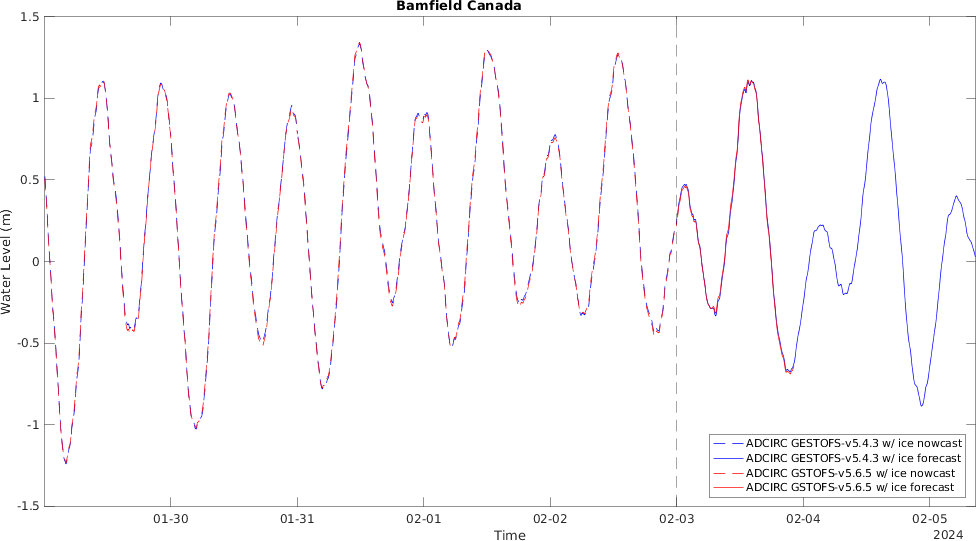 Bamfield Canada
1.5
1
0.5
0
-0.5
-1
-1.5
Water Level (m)
01-30
01-31
02-01
02-02
02-03
02-04
02-05
Time
2024
ADCIRC GESTOFS-v5.4.3 w/ ice nowcast
ADCIRC GESTOFS-v5.4.3 w/ ice forecast
ADCIRC GSTOFS-v5.6.5 w/ ice nowcast
ADCIRC GSTOFS-v5.6.5 w/ ice forecast